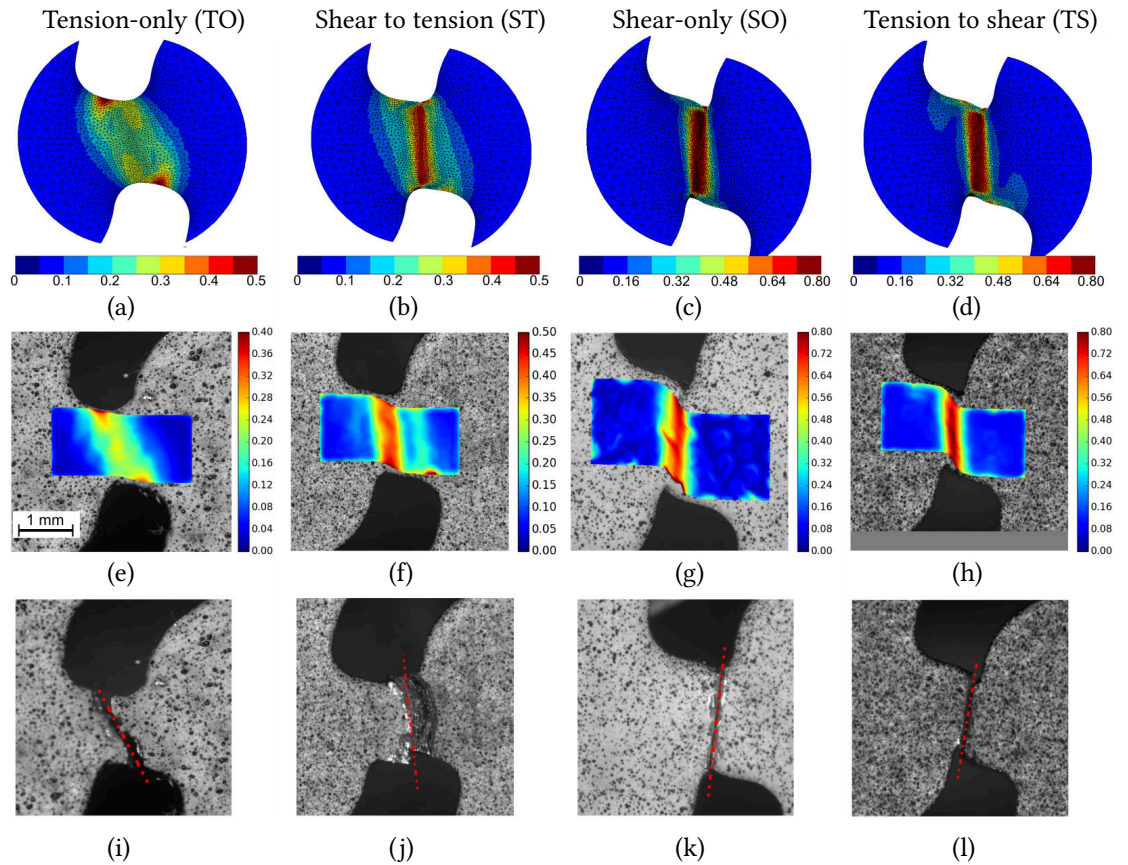 Tension-only (TO) Shear to tension (ST) Shear-only (SO) Tension to shear (TS)
0 0.1 0.2 0.3 0.4 0.5 0 0.1 0.2 0.3 0.4 0.5 0 0.16 0.32 0.48 0.64 0.80 0 0.16 0.32 0.48 0.64 0.80
(a) (b) (c) (d)
0.40 0.50 0.80 0.80
0.36 0.45 0.72 0.72
0.32 0.40 0.64 0.64
0.28 0.35 0.56 0.56
0.24 0.30 0.48 0.48
0.20 0.25 0.40 0.40
0.16 0.20 0.32 0.32
0.12 0.15 0.24 0.24
0.08 0.10 0.16 0.16
0.04 0.05 0.08 0.08
0.00 0.00 0.00 0.00
1 mm
(e) (f) (g) (h)
(i) (j) (k) (l)